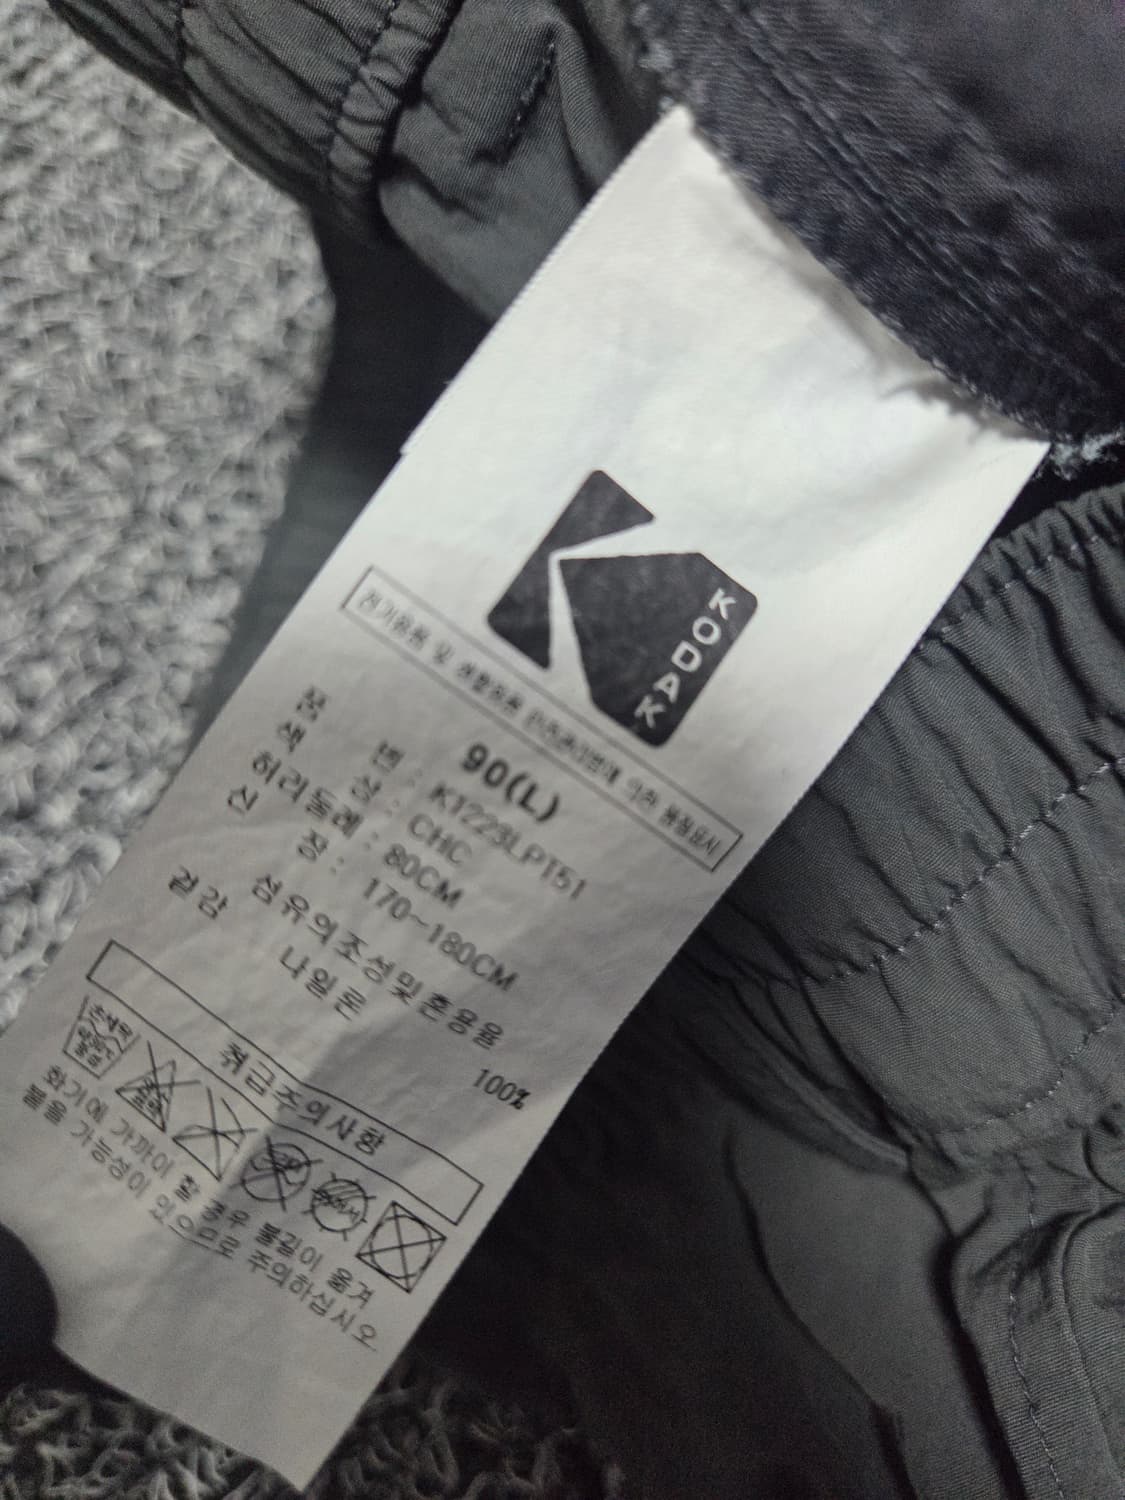 KODAK
전기용품 및 생활용품 안전관리법에 의한 품질표시
90(L)
품 번 : KT223LPT51
색 상 : CHC
허리둘레 : 80CM
신 장 : 170~180CM
섬유의조성및혼용율
겉감 나일론 100%
취급주의사항
손세탁
화기에 가까이 할 경우 불길이 옮겨
붙을 가능성이 있으므로 주의하십시오